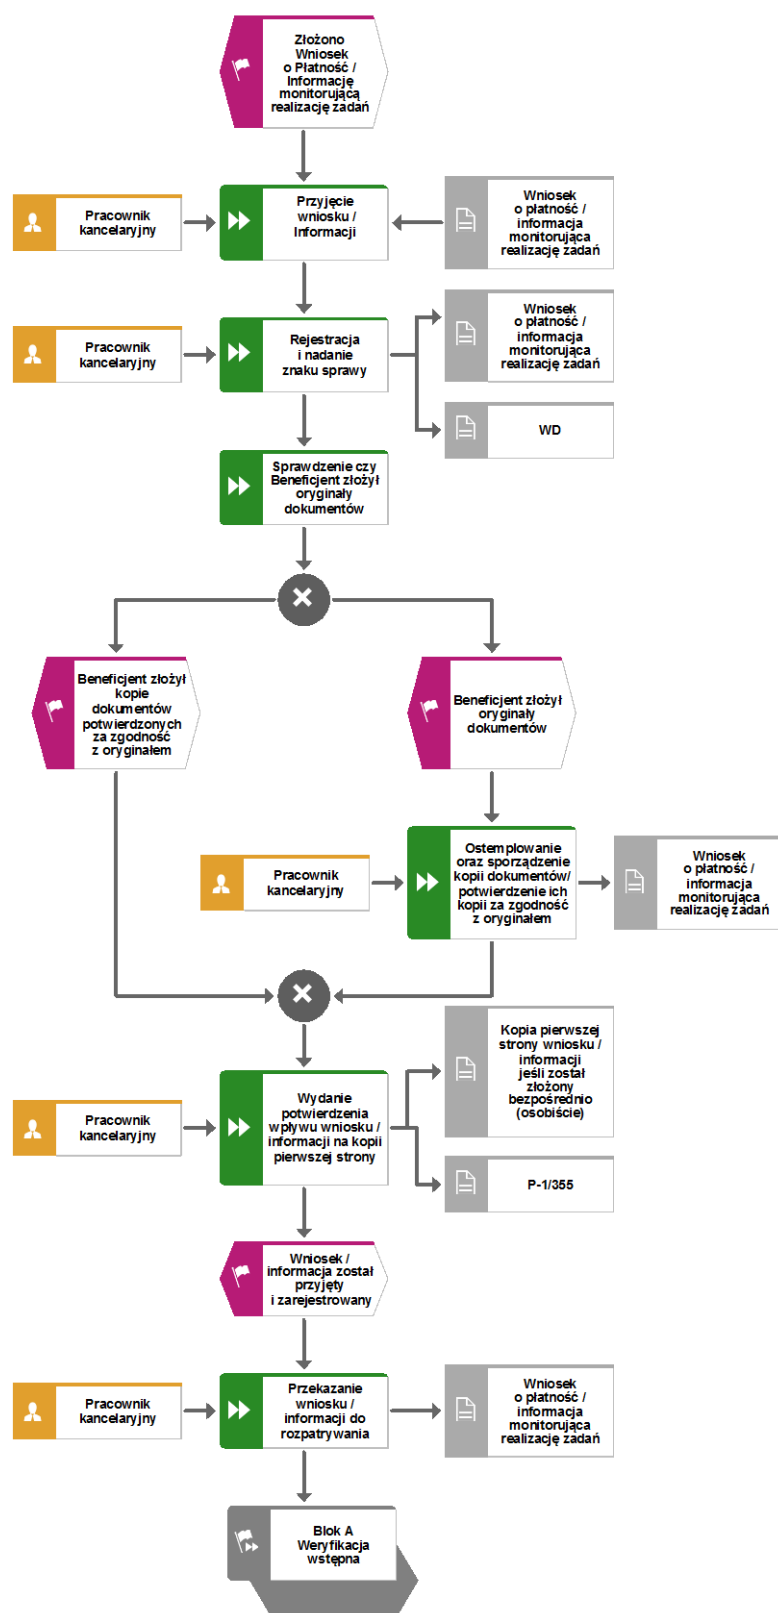 Złożono
Wniosek
o Płatność /
Informację
monitorującą
realizację zadań
Pracownik
kancelaryjny
Przyjęcie
wniosku /
Informacji
Wniosek
o płatność /
informacja
monitorująca
realizację zadań
Pracownik
kancelaryjny
Rejestracja
i nadanie
znaku sprawy
Wniosek
o płatność /
informacja
monitorująca
realizację zadań
WD
Sprawdzenie czy
Beneficjent złożył
oryginały
dokumentów
Beneficjent złożył
kopie
dokumentów
potwierdzonych
za zgodność
z oryginałem
Beneficjent złożył
oryginały
dokumentów
Pracownik
kancelaryjny
Ostemplowanie
oraz sporządzenie
kopii dokumentów/
potwierdzenie ich
kopii za zgodność
z oryginałem
Wniosek
o płatność /
informacja
monitorująca
realizację zadań
Pracownik
kancelaryjny
Wydanie
potwierdzenia
wpływu wniosku /
informacji na kopii
pierwszej strony
Kopia pierwszej
strony wniosku /
informacji
jeśli został
złożony
bezpośrednio
(osobiście)
P-1/355
Wniosek /
informacja został
przyjęty
i zarejestrowany
Pracownik
kancelaryjny
Przekazanie
wniosku /
informacji do
rozpatrywania
Wniosek
o płatność /
informacja
monitorująca
realizację zadań
Blok A
Weryfikacja
wstępna